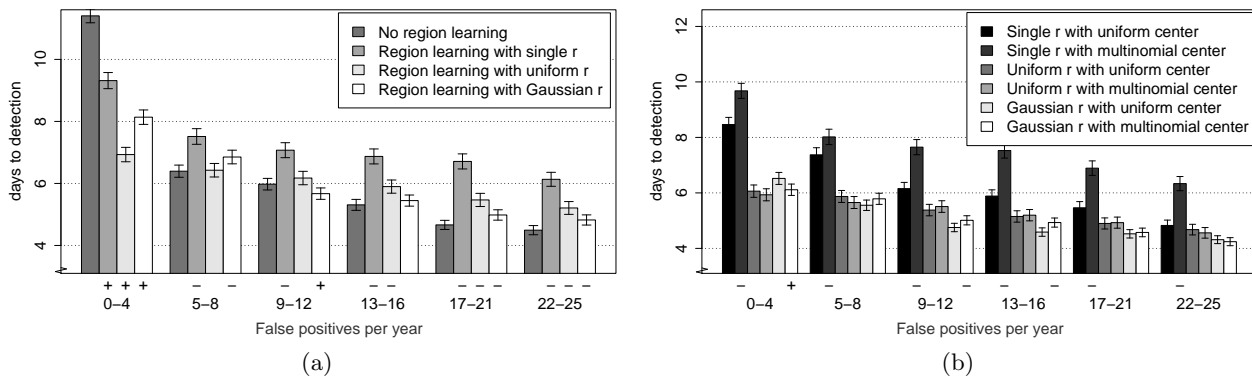 10
8
6
4
days to detection
No region learning
Region learning with single r
Region learning with uniform r
Region learning with Gaussian r
+ + + − − − − + − − − − − − − −
0−4 5−8 9−12 13−16 17−21 22−25
False positives per year
(a)
12
10
8
6
4
days to detection
Single r with uniform center
Single r with multinomial center
Uniform r with uniform center
Uniform r with multinomial center
Gaussian r with uniform center
Gaussian r with multinomial center
− + − − − − − − − −
0−4 5−8 9−12 13−16 17−21 22−25
False positives per year
(b)